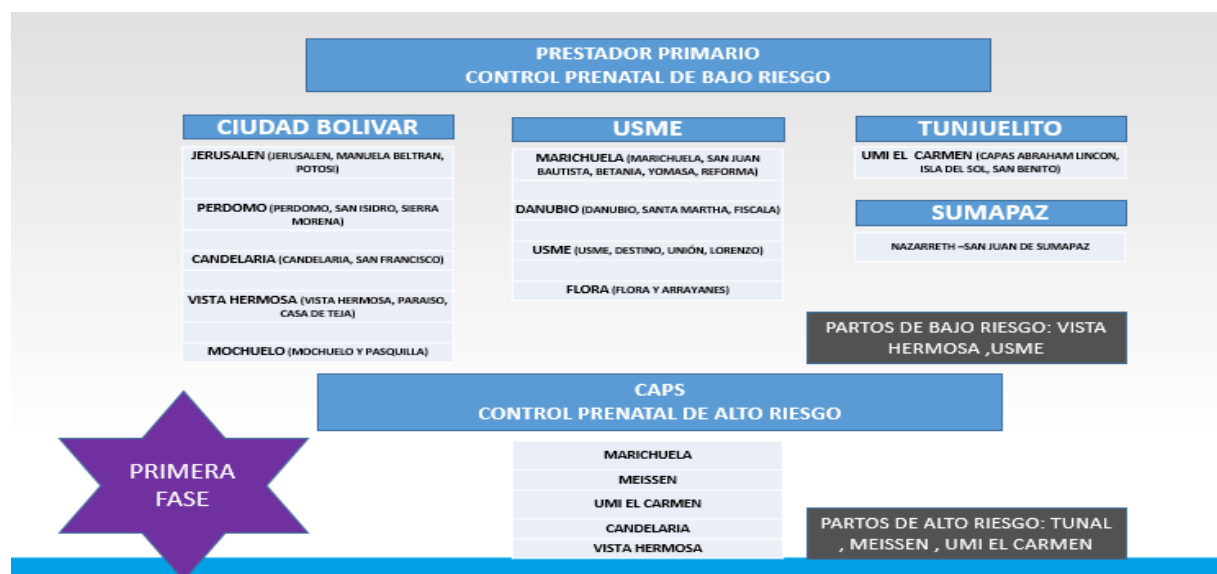 PRESTADOR PRIMARIO
CONTROL PRENATAL DE BAJO RIESGO
CIUDAD BOLIVAR
JERUSALEN (JERUSALEN, MANUELA BELTRAN,
POTOSI)
PERDOMO (PERDOMO, SAN ISIDRO, SIERRA
MORENA)
CANDELARIA (CANDELARIA, SAN FRANCISCO)
VISTA HERMOSA (VISTA HERMOSA, PARAISO,
CASA DE TEJA)
MOCHUELO (MOCHUELO Y PASQUILLA)
USME
MARICHUELA (MARICHUELA, SAN JUAN
BAUTISTA, BETANIA, YOMASA, REFORMA)
DANUBIO (DANUBIO, SANTA MARTHA, FISCALA)
USME (USME, DESTINO, UNIÓN, LORENZO)
FLORA (FLORA Y ARRAYANES)
TUNJUELITO
UMI EL CARMEN (CAPAS ABRAHAM LINCON,
ISLA DEL SOL, SAN BENITO)
SUMAPAZ
NAZARRETH –SAN JUAN DE SUMAPAZ
PARTOS DE BAJO RIESGO: VISTA
HERMOSA ,USME
CAPS
CONTROL PRENATAL DE ALTO RIESGO
PRIMERA
FASE
MARICHUELA
MEISSEN
UMI EL CARMEN
CANDELARIA
VISTA HERMOSA
PARTOS DE ALTO RIESGO: TUNAL
, MEISSEN , UMI EL CARMEN